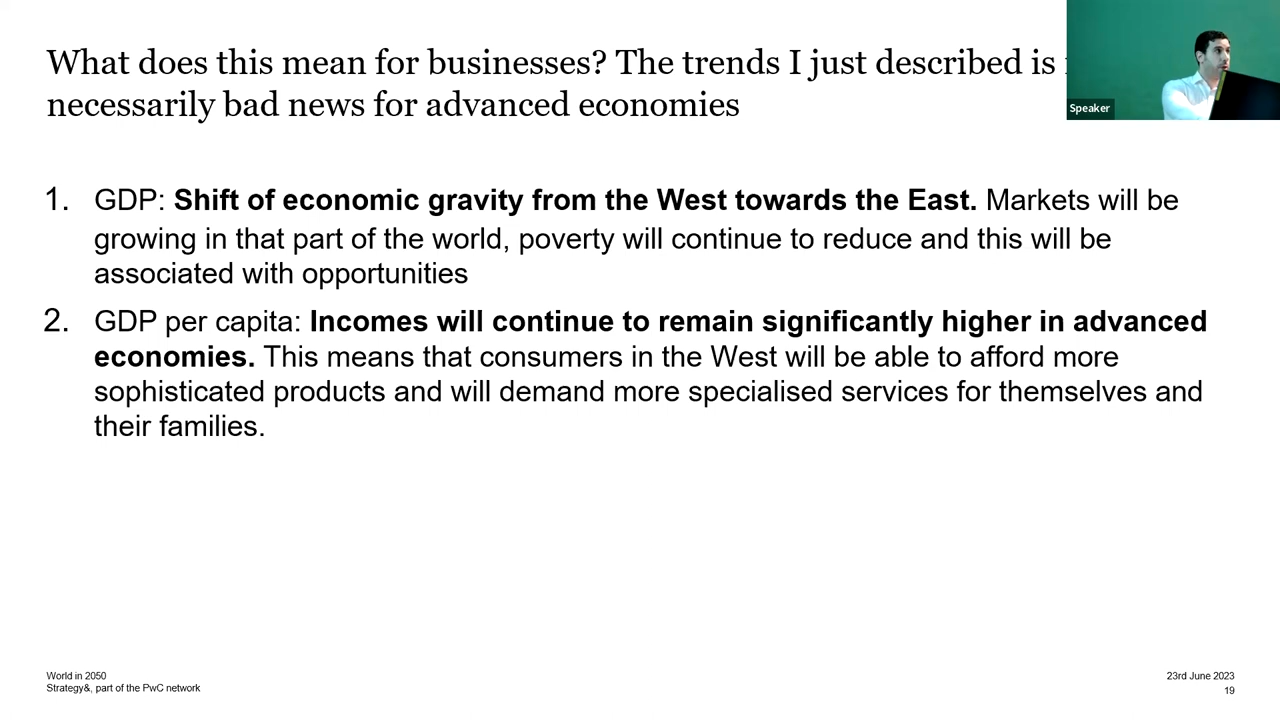 What does this mean for businesses? The trends I just described is
necessarily bad news for advanced economies
Speaker
1. GDP: Shift of economic gravity from the West towards the East. Markets will be
growing in that part of the world, poverty will continue to reduce and this will be
associated with opportunities
2. GDP per capita: Incomes will continue to remain significantly higher in advanced
economies. This means that consumers in the West will be able to afford more
sophisticated products and will demand more specialised services for themselves and
their families.
World in 2050
Strategy&, part of the PwC network
23rd June 2023
19